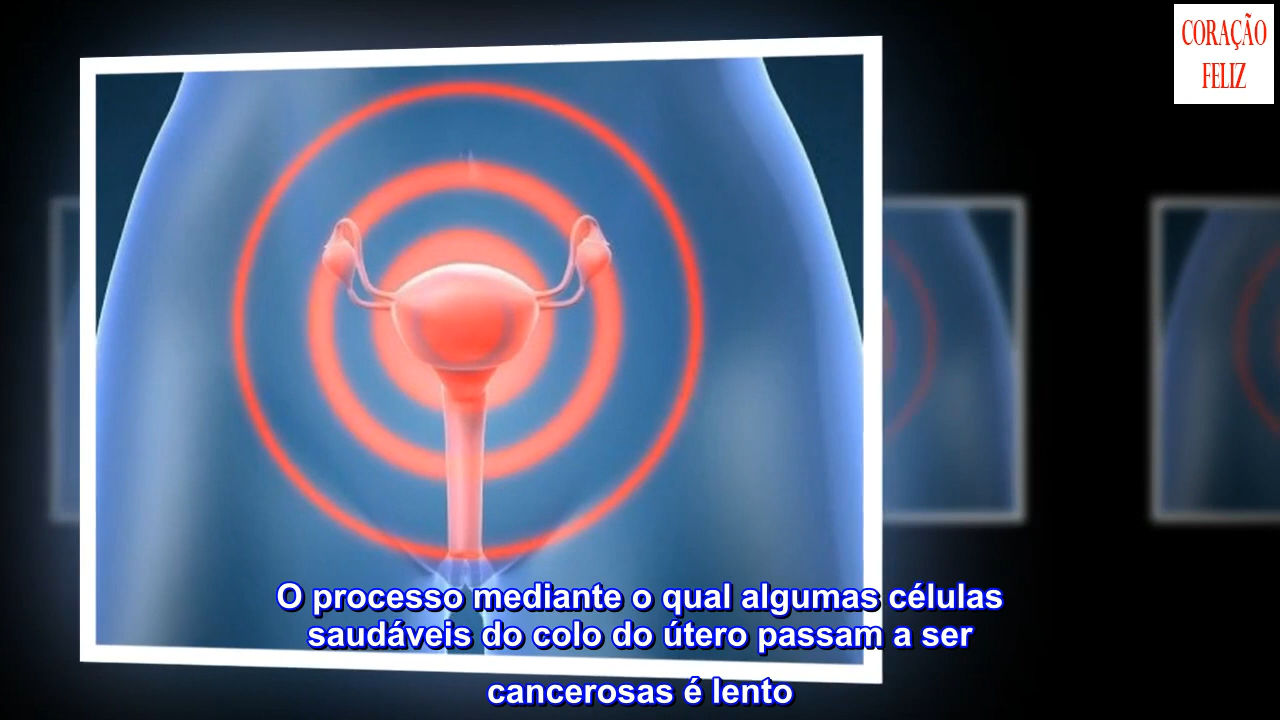 CORAÇÃO
FELIZ
O processo mediante o qual algumas células
saudáveis do colo do útero passam a ser
cancerosas é lento